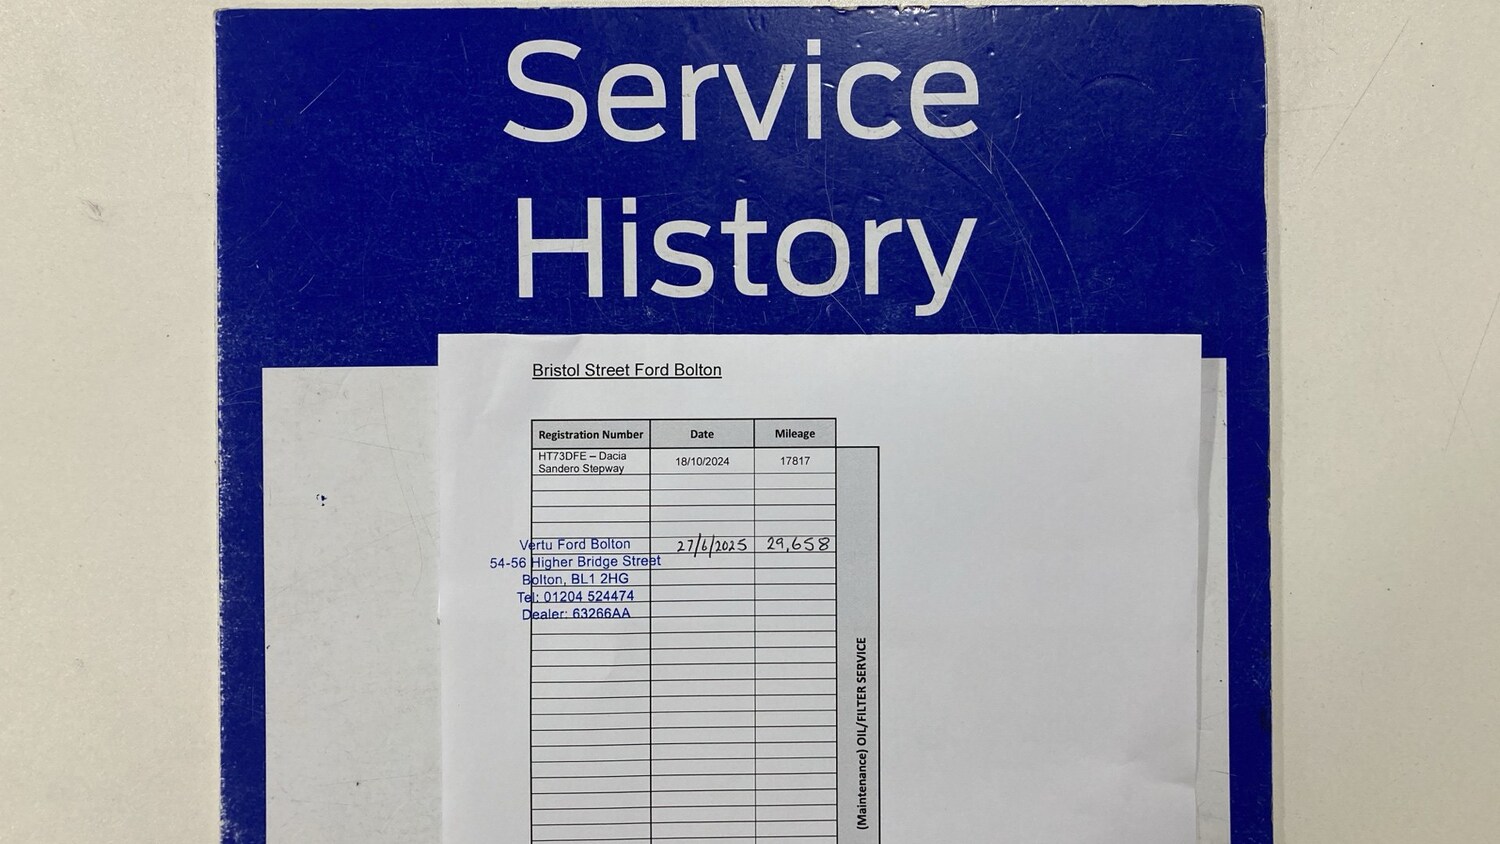 Service
History
Bristol Street Ford Bolton
Registration Number Date Mileage
HT73DFE – Dacia
Sandero Stepway 18/10/2024 17817
Vertu Ford Bolton 27/6/2025 29,658
54-56 Higher Bridge Street
Bolton, BL1 2HG
Tel: 01204 524474
Dealer: 63266AA
(Maintenance) OIL/FILTER SERVICE